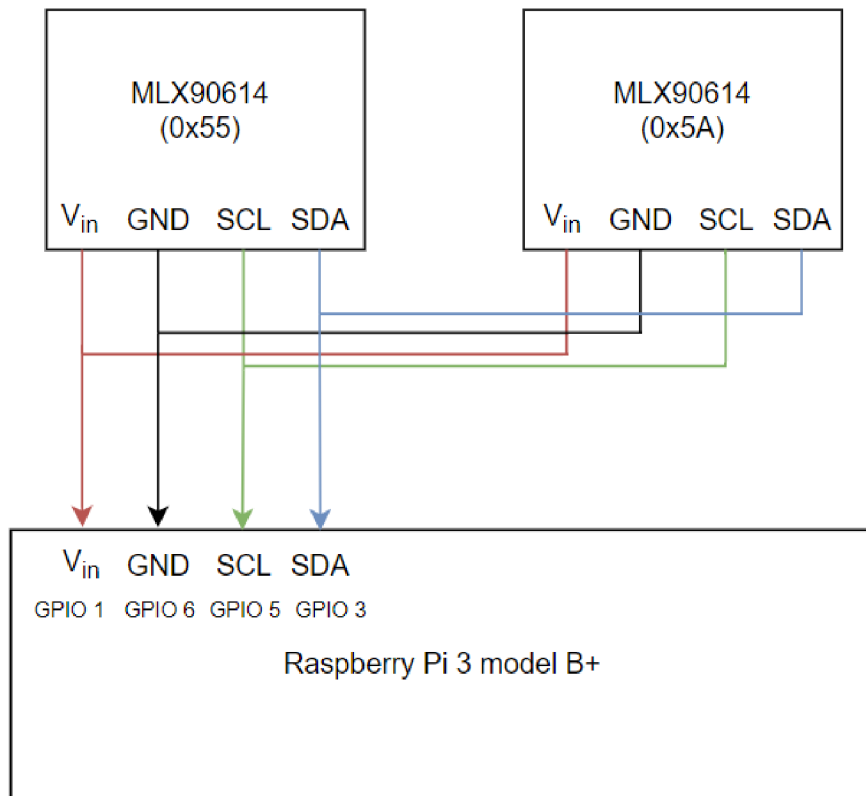 MLX90614
(0x55)
MLX90614
(0x5A)
Vin GND SCL SDA
Vin GND SCL SDA
Vin GND SCL SDA
GPIO 1 GPIO 6 GPIO 5 GPIO 3
Raspberry Pi 3 model B+